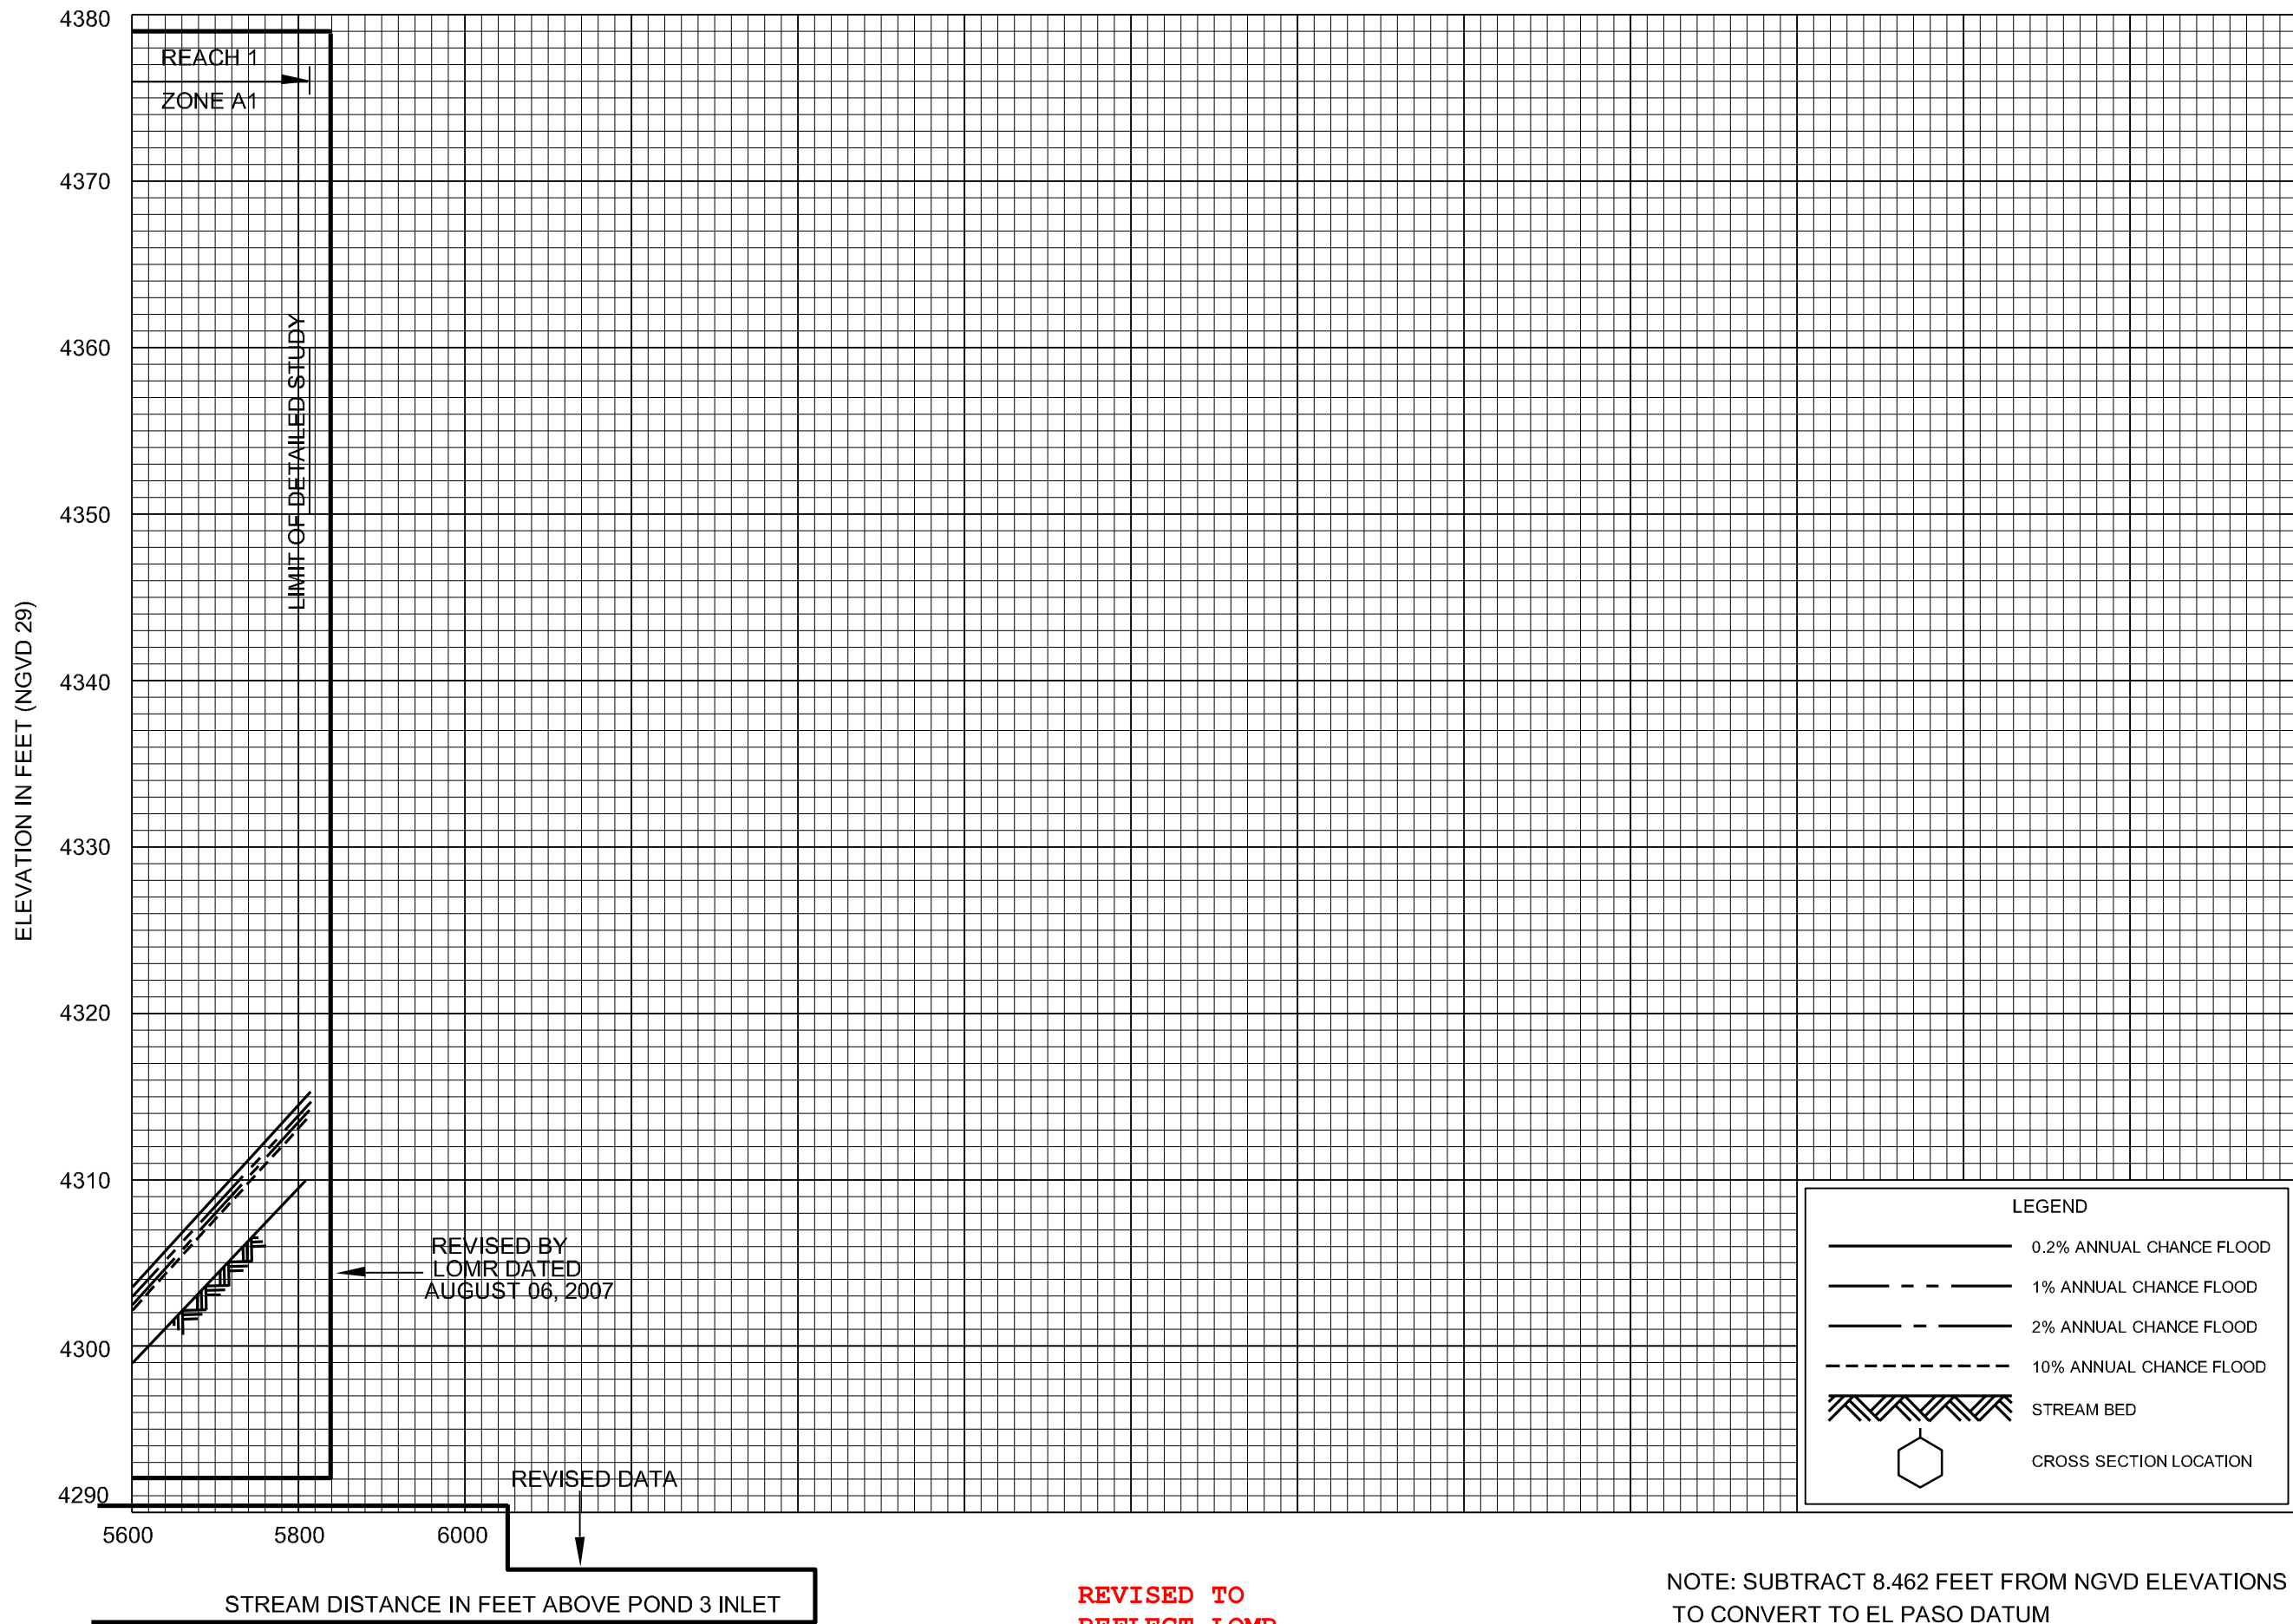 4380
REACH 1
ZONE A1
4370
4360
LIMIT OF DETAILED STUDY
4350
4340
ELEVATION IN FEET (NGVD 29)
4330
4320
4310
4300
4290
REVISED BY
LOMR DATED
AUGUST 06, 2007
LEGEND
0.2% ANNUAL CHANCE FLOOD
1% ANNUAL CHANCE FLOOD
2% ANNUAL CHANCE FLOOD
10% ANNUAL CHANCE FLOOD
STREAM BED
CROSS SECTION LOCATION
REVISED DATA
5600 5800 6000
STREAM DISTANCE IN FEET ABOVE POND 3 INLET
REVISED TO
REFLECT LOMR
NOTE: SUBTRACT 8.462 FEET FROM NGVD ELEVATIONS
TO CONVERT TO EL PASO DATUM